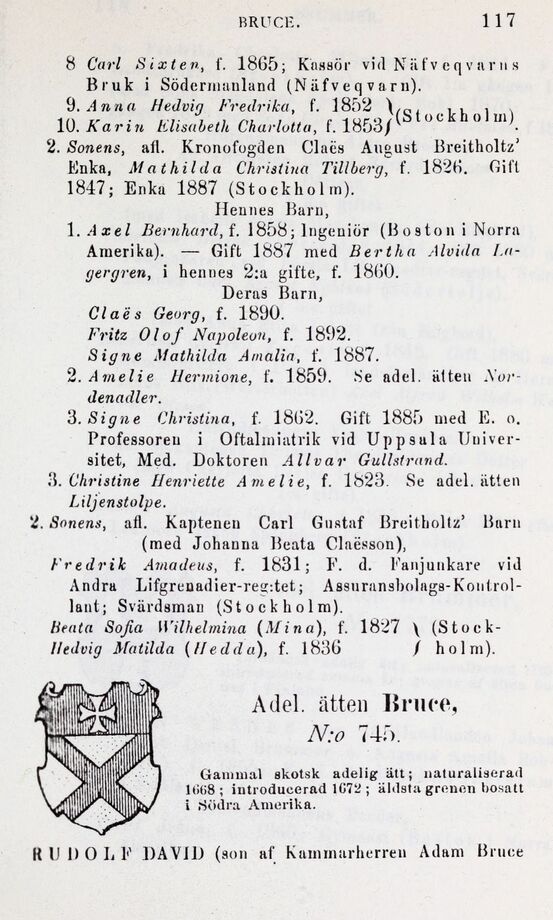 BRUCE. 117
8 Carl Sixten, f. 1865; Kassör vid Näfveqvarns
Bruk i Södermanland (Näfveqvarn).
9. Anna Hedvig Fredrika, f. 1852 } (Stockholm).
10. Karin Elisabeth Charlotta, f. 1853
2. Sonens, afl. Kronofogden Claës August Breitholtz’
Enka, Mathilda Christina Tillberg, f. 1826. Gift
1847; Enka 1887 (Stockholm).
Hennes Barn,
1. Axel Bernhard, f. 1858; Ingeniör (Boston i Norra
Amerika). — Gift 1887 med Bertha Alvida La-
gergren, i hennes 2:a gifte, f. 1860.
Deras Barn,
Claës Georg, f. 1890.
Fritz Olof Napoleon, f. 1892.
Signe Mathilda Amalia, f. 1887.
2. Amelie Hermione, f. 1859. Se adel. ätten Nor-
denadler.
3. Signe Christina, f. 1862. Gift 1885 med E. o.
Professoren i Oftalmiatrik vid Uppsala Univer-
sitet, Med. Doktoren Allvar Gullstrand.
3. Christine Henriette Amelie, f. 1823. Se adel. ätten
Liljenstolpe.
2. Sonens, afl. Kaptenen Carl Gustaf Breitholtz’ Barn
(med Johanna Beata Claësson),
Fredrik Amadeus, f. 1831; F. d. Fanjunkare vid
Andra Lifgrenadier-reg:tet; Assuransbolags-Kontrol-
lant; Svärdsman (Stockholm).
Beata Sofia Wilhelmina (Mina), f. 1827 } (Stock-
Hedvig Matilda (Hedda), f. 1836 } holm).
Adel. ätten Bruce,
N:o 745.
Gammal skotsk adelig ätt; naturaliserad
1668; introducerad 1672; äldsta grenen bosatt
i Södra Amerika.
RUDOLF DAVID (son af Kammarherren Adam Bruce